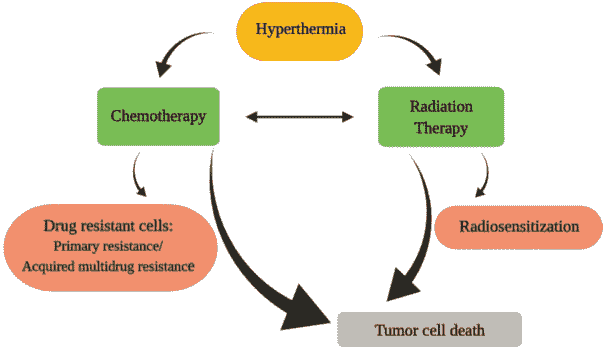 Hyperthermia
Chemotherapy
Radiation
Therapy
Drug resistant cells:
Primary resistance/
Acquired multidrug resistance
Radiosensitization
Tumor cell death